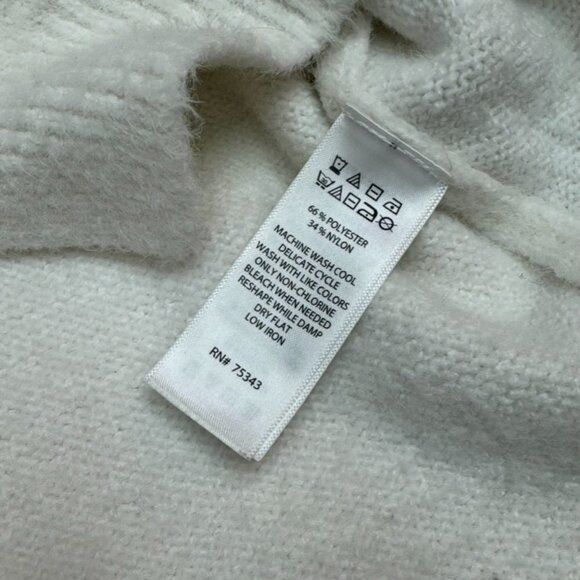 66% POLYESTER
34% NYLON
MACHINE WASH COOL
DELICATE CYCLE
WASH WITH LIKE COLORS
ONLY NON-CHLORINE
BLEACH WHEN NEEDED
RESHAPE WHILE DAMP
DRY FLAT
LOW IRON
RN# 75343